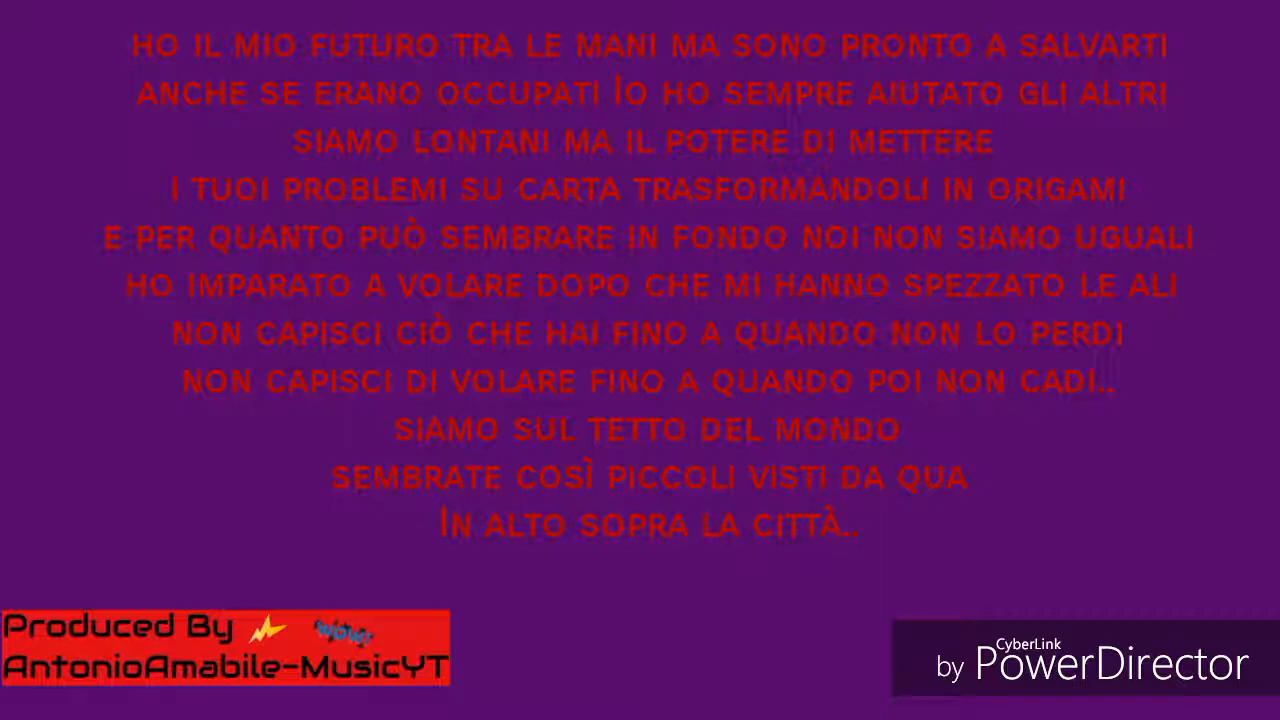 HO IL MIO FUTURO TRA LE MANI MA SONO PRONTO A SALVARTI
ANCHE SE ERANO OCCUPATI IO HO SEMPRE AIUTATO GLI ALTRI
SIAMO LONTANI MA IL POTERE DI METTERE
I TUOI PROBLEMI SU CARTA TRASFORMANDOLI IN ORIGAMI
E PER QUANTO PUÒ SEMBRARE IN FONDO NOI NON SIAMO UGUALI
HO IMPARATO A VOLARE DOPO CHE MI HANNO SPEZZATO LE ALI
NON CAPISCI CIÒ CHE HAI FINO A QUANDO NON LO PERDI
NON CAPISCI DI VOLARE FINO A QUANDO POI NON CADI..
SIAMO SUL TETTO DEL MONDO
SEMBRATE COSÌ PICCOLI VISTI DA QUA
IN ALTO SOPRA LA CITTÀ..
Produced By ⚡ WOW!
AntonioAmabile-MusicYT
CyberLink
by PowerDirector